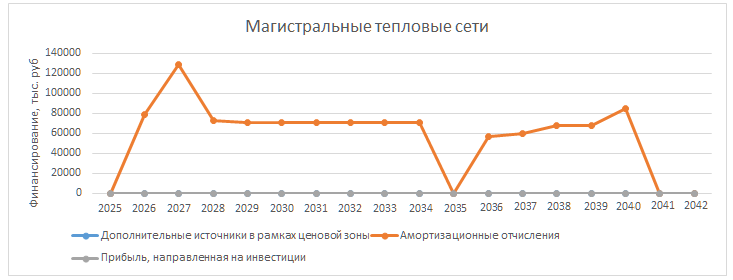 Магистральные тепловые сети
Финансирование, тыс. руб
140000
120000
100000
80000
60000
40000
20000
0
2025 2026 2027 2028 2029 2030 2031 2032 2033 2034 2035 2036 2037 2038 2039 2040 2041 2042
Дополнительные источники в рамках ценовой зоны Амортизационные отчисления
Прибыль, направленная на инвестиции